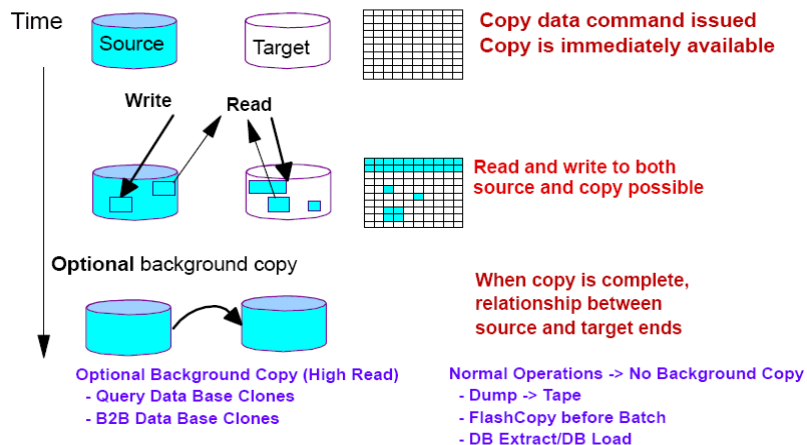 Time
Source
Target
Copy data command issued
Copy is immediately available
Write
Read
Read and write to both
source and copy possible
Optional background copy
When copy is complete,
relationship between
source and target ends
Optional Background Copy (High Read)
- Query Data Base Clones
- B2B Data Base Clones
Normal Operations -> No Background Copy
- Dump -> Tape
- FlashCopy before Batch
- DB Extract/DB Load